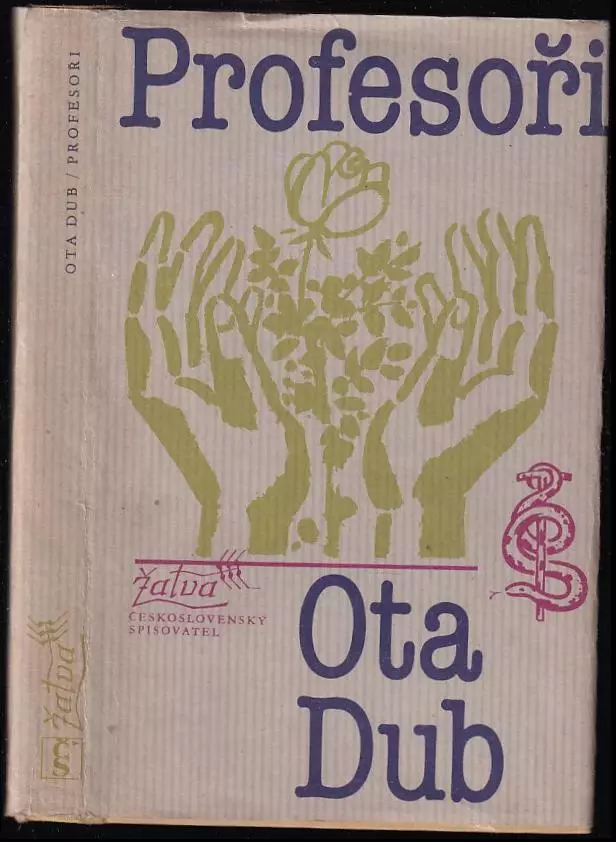 OTA DUB / PROFESOŘI
Žatva
Profesoři
Žatva
ČESKOSLOVENSKÝ
SPISOVATEL
Ota
Dub